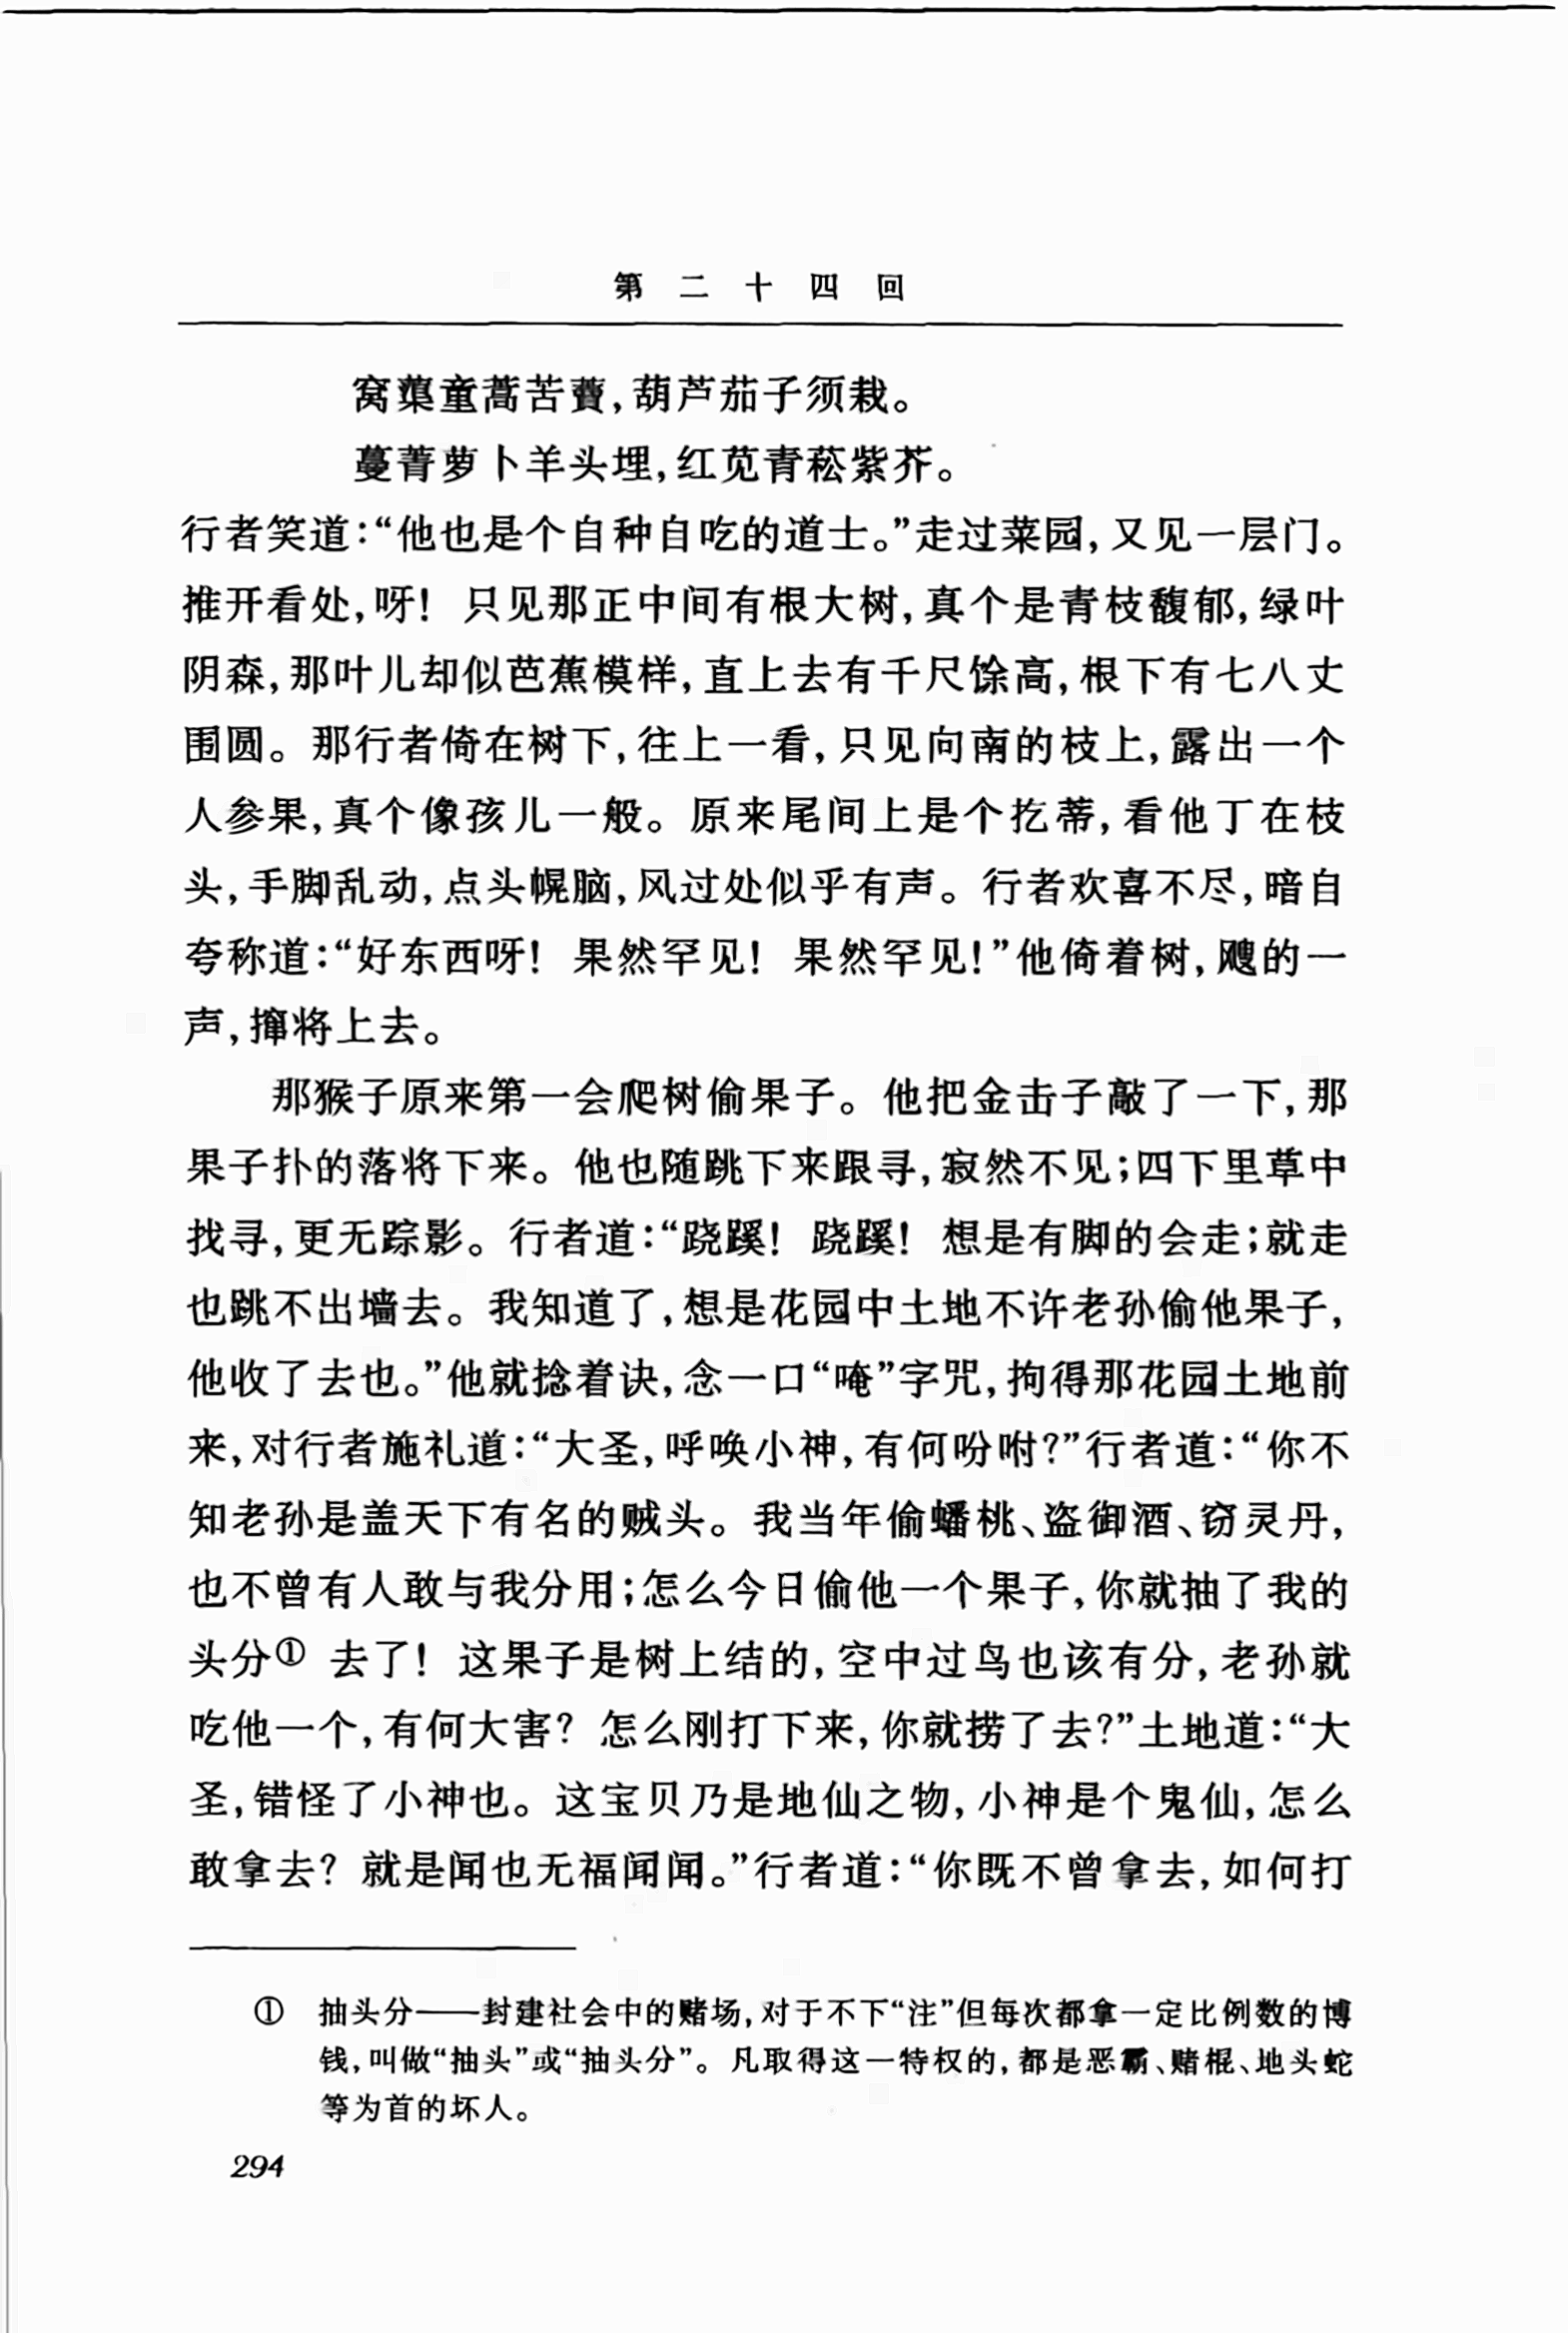 第二十四回
窝蕖童蒿苦藚,葫芦茄子须栽。
蔓菁萝卜羊头埋,红苋青菘紫芥。
行者笑道:“他也是个自种自吃的道士。”走过菜园,又见一层门。
推开看处,呀! 只见那正中间有根大树,真个是青枝馥郁,绿叶
阴森,那叶儿却似芭蕉模样,直上去有千尺馀高,根下有七八丈
围圆。那行者倚在树下,往上一看,只见向南的枝上,露出一个
人参果,真个像孩儿一般。原来尾间上是个扢蒂,看他丁在枝
头,手脚乱动,点头幌脑,风过处似乎有声。行者欢喜不尽,暗自
夸称道:“好东西呀! 果然罕见! 果然罕见!”他倚着树,飕的一
声,撺将上去。
那猴子原来第一会爬树偷果子。他把金击子敲了一下,那
果子扑的落将下来。他也随跳下来跟寻,寂然不见;四下里草中
找寻,更无踪影。行者道:“跷蹊! 跷蹊! 想是有脚的会走;就走
也跳不出墙去。我知道了,想是花园中土地不许老孙偷他果子,
他收了去也。”他就捻着诀,念一口“唵”字咒,拘得那花园土地前
来,对行者施礼道:“大圣,呼唤小神,有何吩咐?”行者道:“你不
知老孙是盖天下有名的贼头。我当年偷蟠桃、盗御酒、窃灵丹,
也不曾有人敢与我分用;怎么今日偷他一个果子,你就抽了我的
头分① 去了! 这果子是树上结的,空中过鸟也该有分,老孙就
吃他一个,有何大害? 怎么刚打下来,你就捞了去?”土地道:“大
圣,错怪了小神也。这宝贝乃是地仙之物,小神是个鬼仙,怎么
敢拿去? 就是闻也无福闻闻。”行者道:“你既不曾拿去,如何打
① 抽头分——封建社会中的赌场,对于不下“注”但每次都拿一定比例数的博
钱,叫做“抽头”或“抽头分”。凡取得这一特权的,都是恶霸、赌棍、地头蛇
等为首的坏人。
294